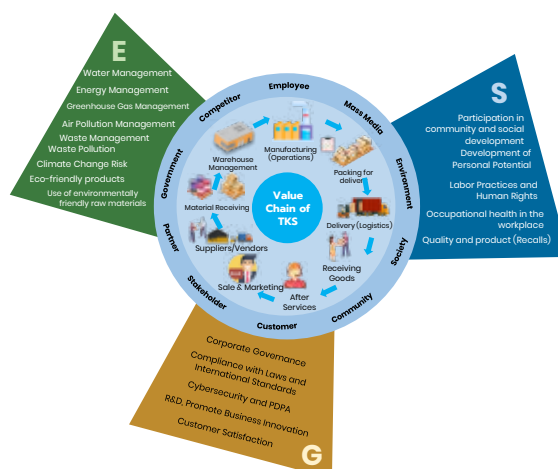 E
Water Management
Energy Management
Greenhouse Gas Management
Air Pollution Management
Waste Management
Waste Pollution
Climate Change Risk
Eco-friendly products
Use of environmentally
friendly raw materials
S
Participation in
community and social
development
Development of
Personal Potential
Labor Practices and
Human Rights
Occupational health in the
workplace
Quality and product (Recalls)
Employee
Mass Media
Environment
Society
Community
Customer
Stakeholder
Partner
Government
Competitor
Manufacturing
(Operations)
Packing for
deliver
Delivery (Logistics)
Receiving
Goods
After
Services
Sale & Marketing
Suppliers/Vendors
Material Receiving
Warehouse
Management
Value
Chain of
TKS
Corporate Governance
Compliance with Laws and
International Standards
Cybersecurity and PDPA
R&D, Promote Business Innovation
Customer Satisfaction
G